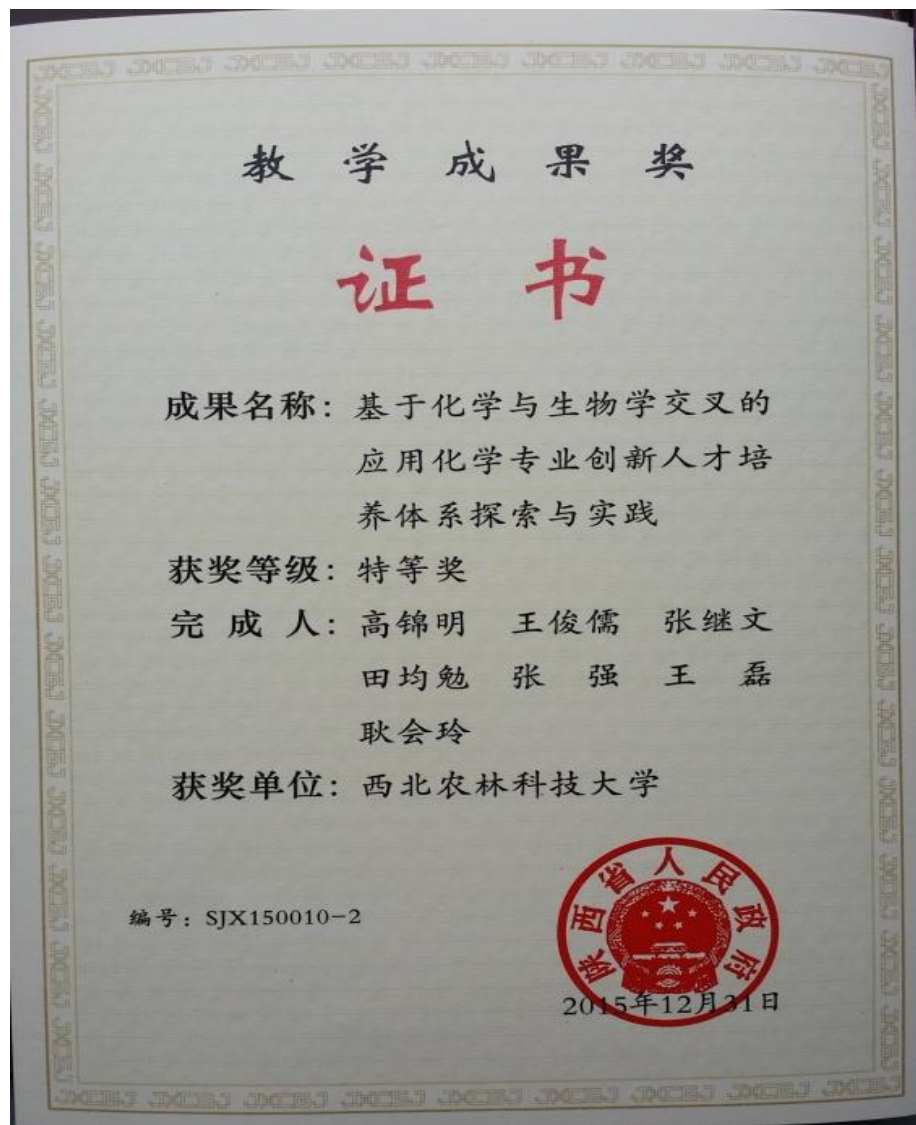 教学成果奖
证书
成果名称：基于化学与生物学交叉的
应用化学专业创新人才培
养体系探索与实践
获奖等级：特等奖
完成人：高锦明 王俊儒 张继文
田均勉 张强 王磊
耿会玲
获奖单位：西北农林科技大学
陕西省人民政府
编号：SJX150010-2
2015年12月31日